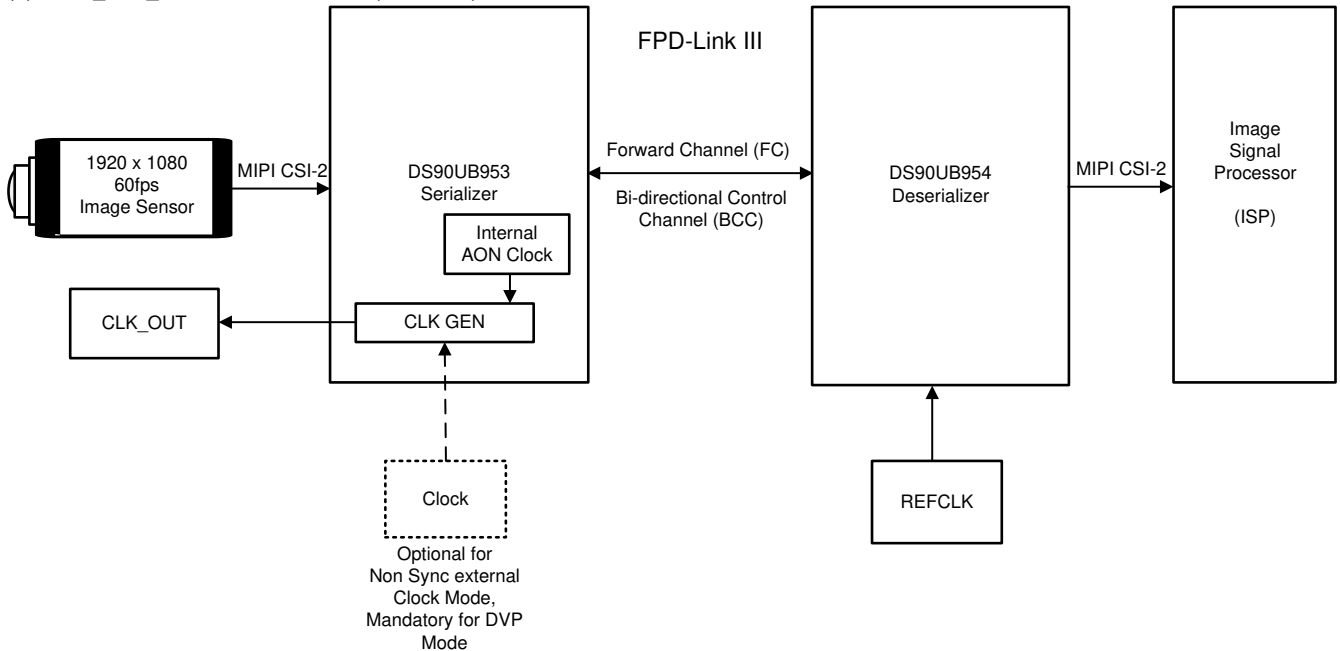 FPD-Link III
1920 x 1080
60fps
Image Sensor
MIPI CSI-2
DS90UB953
Serializer
Internal
AON Clock
CLK GEN
CLK_OUT
Clock
Optional for
Non Sync external
Clock Mode,
Mandatory for DVP
Mode
Forward Channel (FC)
Bi-directional Control
Channel (BCC)
DS90UB954
Deserializer
REFCLK
MIPI CSI-2
Image
Signal
Processor
(ISP)